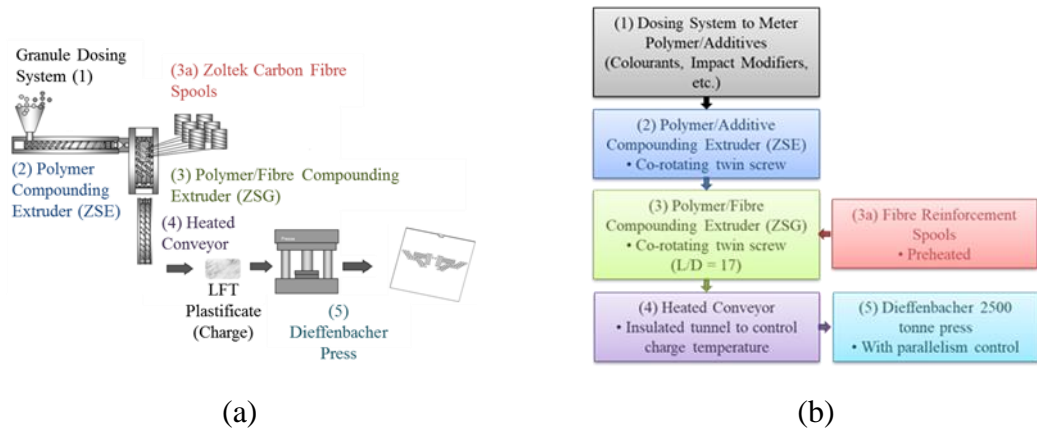 Granule Dosing
System (1)
(3a) Zoltek Carbon Fibre
Spools
(2) Polymer
Compounding
Extruder (ZSE)
(3) Polymer/Fibre Compounding
Extruder (ZSG)
(4) Heated
Conveyor
LFT
Plastificate
(Charge)
(5)
Dieffenbacher
Press
(a)
(1) Dosing System to Meter
Polymer/Additives
(Colourants, Impact Modifiers,
etc.)
(2) Polymer/Additive
Compounding Extruder (ZSE)
• Co-rotating twin screw
(3) Polymer/Fibre
Compounding Extruder (ZSG)
• Co-rotating twin screw
(L/D = 17)
(3a) Fibre Reinforcement
Spools
• Preheated
(4) Heated Conveyor
• Insulated tunnel to control
charge temperature
(5) Dieffenbacher 2500
tonne press
• With parallelism control
(b)